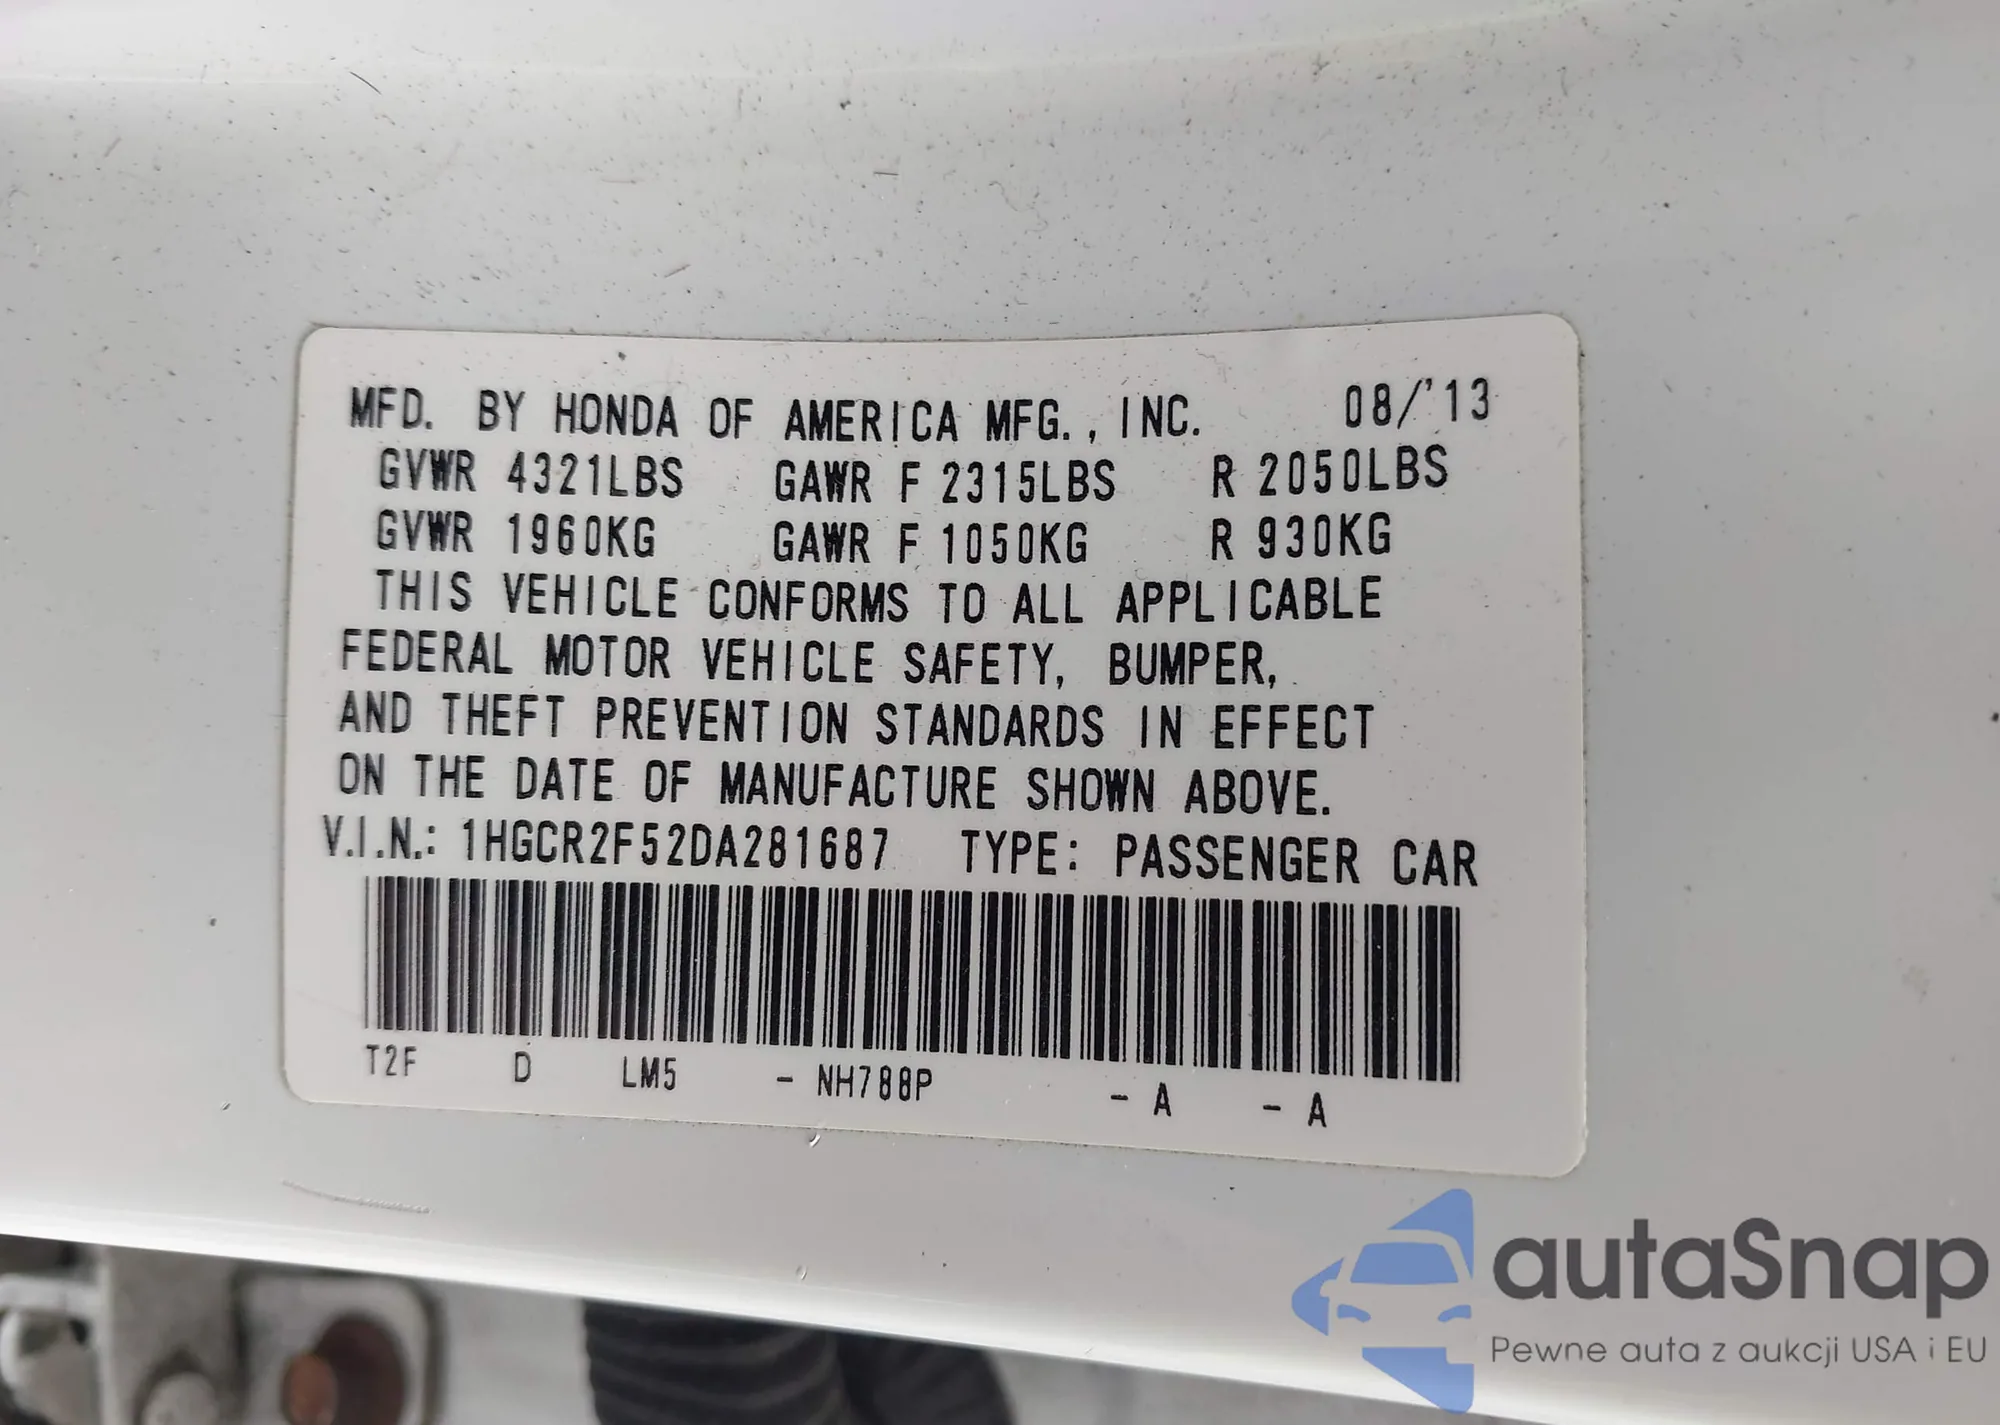 MFD. BY HONDA OF AMERICA MFG., INC. 08/'13
GVWR 4321LBS GAWR F 2315LBS R 2050LBS
GVWR 1960KG GAWR F 1050KG R 930KG
THIS VEHICLE CONFORMS TO ALL APPLICABLE
FEDERAL MOTOR VEHICLE SAFETY, BUMPER,
AND THEFT PREVENTION STANDARDS IN EFFECT
ON THE DATE OF MANUFACTURE SHOWN ABOVE.
V.I.N.: 1HGCR2F52DA281687 TYPE: PASSENGER CAR
T2F D LM5 - NH788P - A - A
autaSnap
Pewne auta z aukcji USA i EU